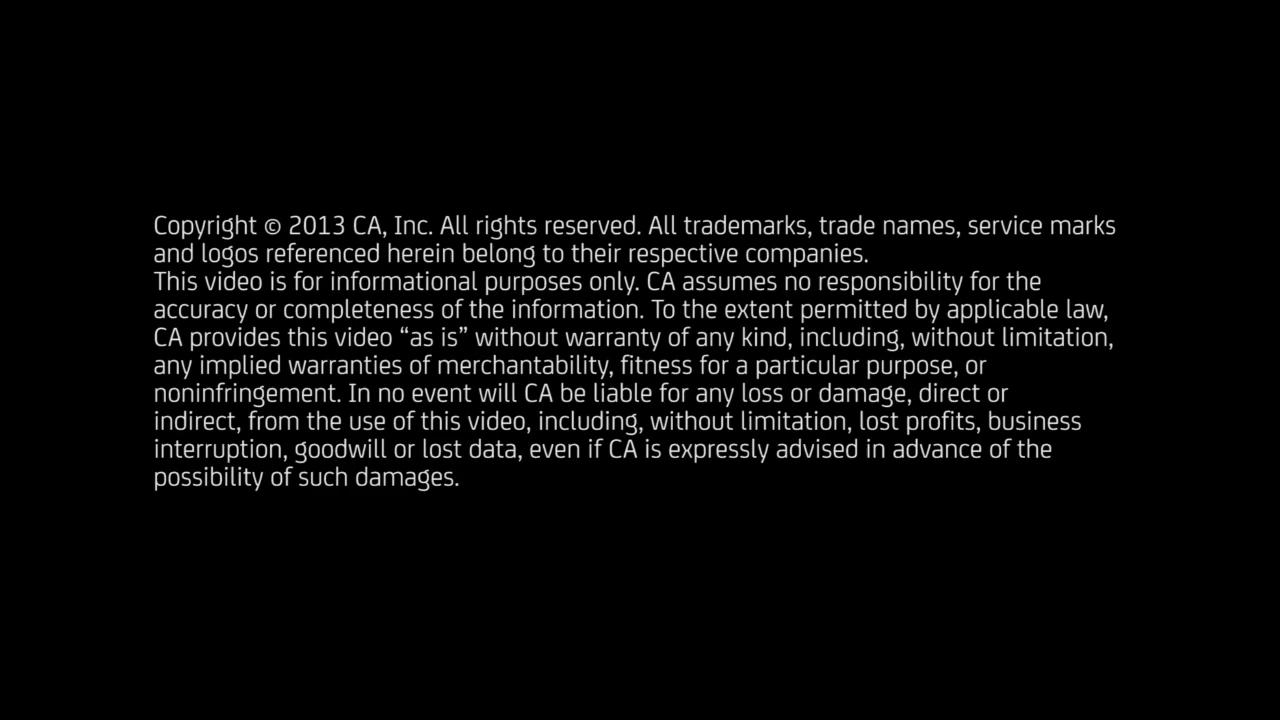 Copyright © 2013 CA, Inc. All rights reserved. All trademarks, trade names, service marks
and logos referenced herein belong to their respective companies.
This video is for informational purposes only. CA assumes no responsibility for the
accuracy or completeness of the information. To the extent permitted by applicable law,
CA provides this video “as is” without warranty of any kind, including, without limitation,
any implied warranties of merchantability, fitness for a particular purpose, or
noninfringement. In no event will CA be liable for any loss or damage, direct or
indirect, from the use of this video, including, without limitation, lost profits, business
interruption, goodwill or lost data, even if CA is expressly advised in advance of the
possibility of such damages.